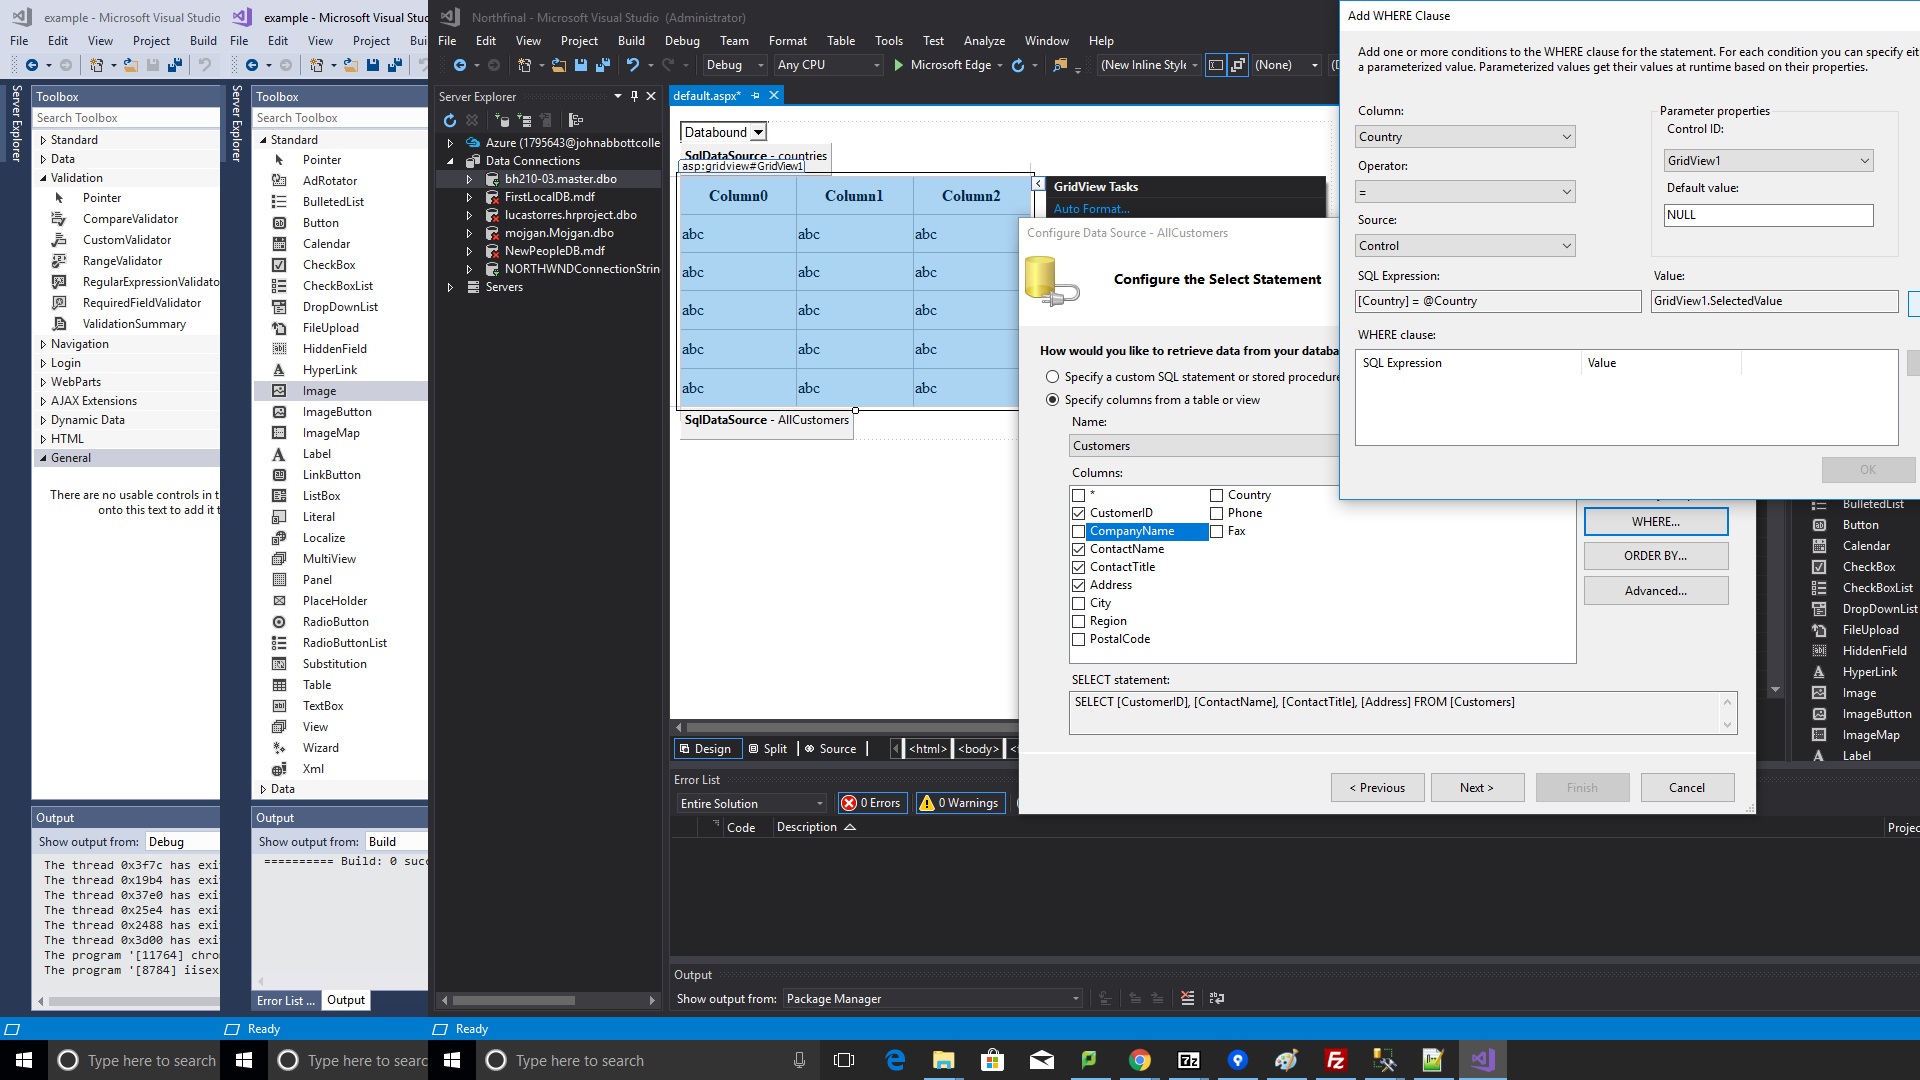 example - Microsoft Visual Studio
File Edit View Project Build
Toolbox
Search Toolbox
Server Explorer
Standard
Data
Validation
Pointer
CompareValidator
CustomValidator
RangeValidator
RegularExpressionValidato
RequiredFieldValidator
ValidationSummary
Navigation
Login
WebParts
AJAX Extensions
Dynamic Data
HTML
General
There are no usable controls in t
onto this text to add it t
Output
Show output from: Debug
The thread 0x3f7c has exi
The thread 0x19b4 has exi
The thread 0x37e0 has exi
The thread 0x25e4 has exi
The thread 0x2488 has exi
The thread 0x3d00 has exi
The program '[11764] chro
The program '[8784] iisex
Type here to search
example - Microsoft Visual Stud
File Edit View Project Bui
Toolbox
Search Toolbox
Server Explorer
Standard
Pointer
AdRotator
BulletedList
Button
Calendar
CheckBox
CheckBoxList
DropDownList
FileUpload
HiddenField
HyperLink
Image
ImageButton
ImageMap
Label
LinkButton
ListBox
Literal
Localize
MultiView
Panel
PlaceHolder
RadioButton
RadioButtonList
Substitution
Table
TextBox
View
Wizard
Xml
Data
Output
Show output from: Build
========== Build: 0 succ
Error List ... Output
Ready
Type here to searc
Northfinal - Microsoft Visual Studio (Administrator)
File Edit View Project Build Debug Team Format Table Tools Test Analyze Window Help
Debug Any CPU Microsoft Edge (New Inline Style (None)
Server Explorer
Azure (1795643@johnabbottcolle
Data Connections
bh210-03.master.dbo
FirstLocalDB.mdf
lucastorres.hrproject.dbo
mojgan.Mojgan.dbo
NewPeopleDB.mdf
NORTHWNDConnectionStrin
Servers
default.aspx*
Databound
SqlDataSource - countries
asp:gridview#GridView1
Column0 Column1 Column2
abc abc abc
abc abc abc
abc abc abc
abc abc abc
abc abc abc
SqlDataSource - AllCustomers
GridView Tasks
Auto Format...
Design Split Source <html> <body>
Error List
Entire Solution 0 Errors 0 Warnings
Code Description Projec
Output
Show output from: Package Manager
Ready
Type here to search
Configure Data Source - AllCustomers
Configure the Select Statement
How would you like to retrieve data from your databa
Specify a custom SQL statement or stored procedure
Specify columns from a table or view
Name:
Customers
Columns:
*
CustomerID
CompanyName
ContactName
ContactTitle
Address
City
Region
PostalCode
Country
Phone
Fax
WHERE...
ORDER BY...
Advanced...
SELECT statement:
SELECT [CustomerID], [ContactName], [ContactTitle], [Address] FROM [Customers]
< Previous Next > Finish Cancel
Add WHERE Clause
Add one or more conditions to the WHERE clause for the statement. For each condition you can specify eit
a parameterized value. Parameterized values get their values at runtime based on their properties.
Column:
Country
Operator:
=
Source:
Control
SQL Expression:
[Country] = @Country
Parameter properties
Control ID:
GridView1
Default value:
NULL
Value:
GridView1.SelectedValue
WHERE clause:
SQL Expression Value
OK
BulletedList
Button
Calendar
CheckBox
CheckBoxList
DropDownList
FileUpload
HiddenField
HyperLink
Image
ImageButton
ImageMap
Label